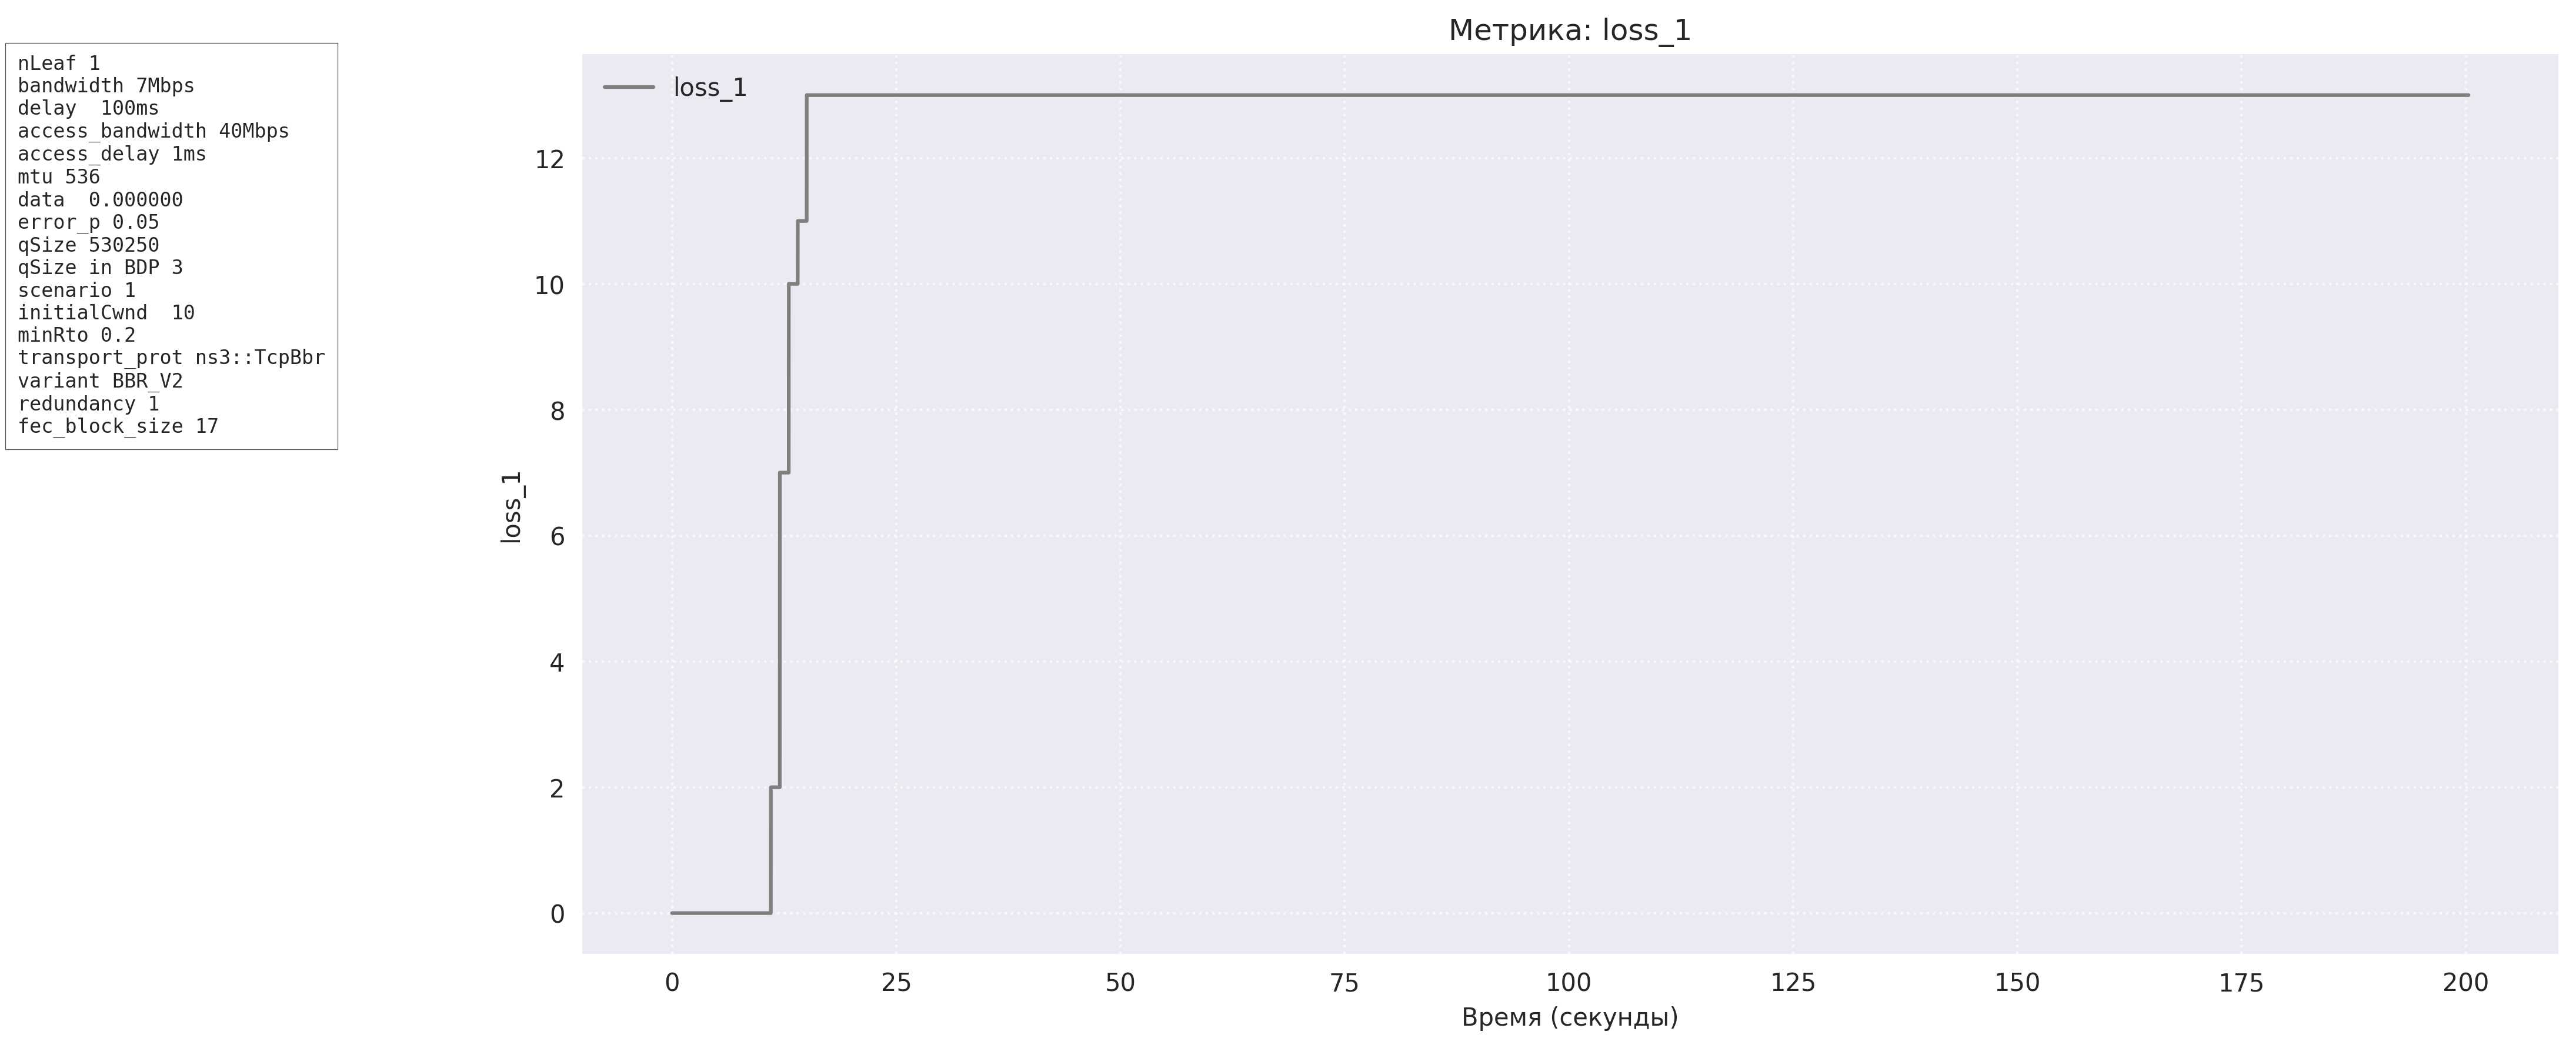 Метрика: loss_1
nLeaf 1
bandwidth 7Mbps
delay  100ms
access_bandwidth 40Mbps
access_delay 1ms
mtu 536
data  0.000000
error_p 0.05
qSize 530250
qSize in BDP 3
scenario 1
initialCwnd  10
minRto 0.2
transport_prot ns3::TcpBbr
variant BBR_V2
redundancy 1
fec_block_size 17
loss_1
loss_1
12
10
8
6
4
2
0
0 25 50 75 100 125 150 175 200
Время (секунды)